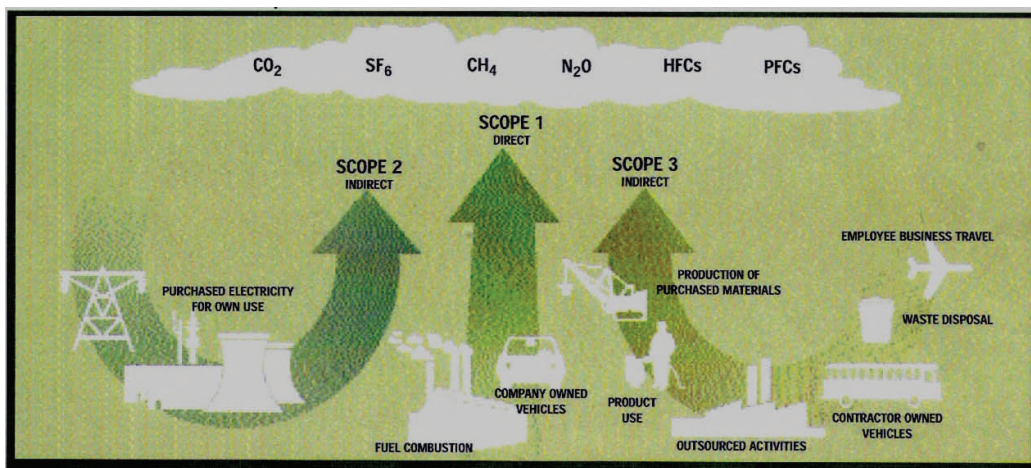 CO₂ SF₆ CH₄ N₂O HFCs PFCs
SCOPE 1
DIRECT
SCOPE 2
INDIRECT
SCOPE 3
INDIRECT
EMPLOYEE BUSINESS TRAVEL
PURCHASED ELECTRICITY
FOR OWN USE
PRODUCTION OF
PURCHASED MATERIALS
WASTE DISPOSAL
COMPANY OWNED
VEHICLES
PRODUCT
USE
CONTRACTOR OWNED
VEHICLES
FUEL COMBUSTION
OUTSOURCED ACTIVITIES